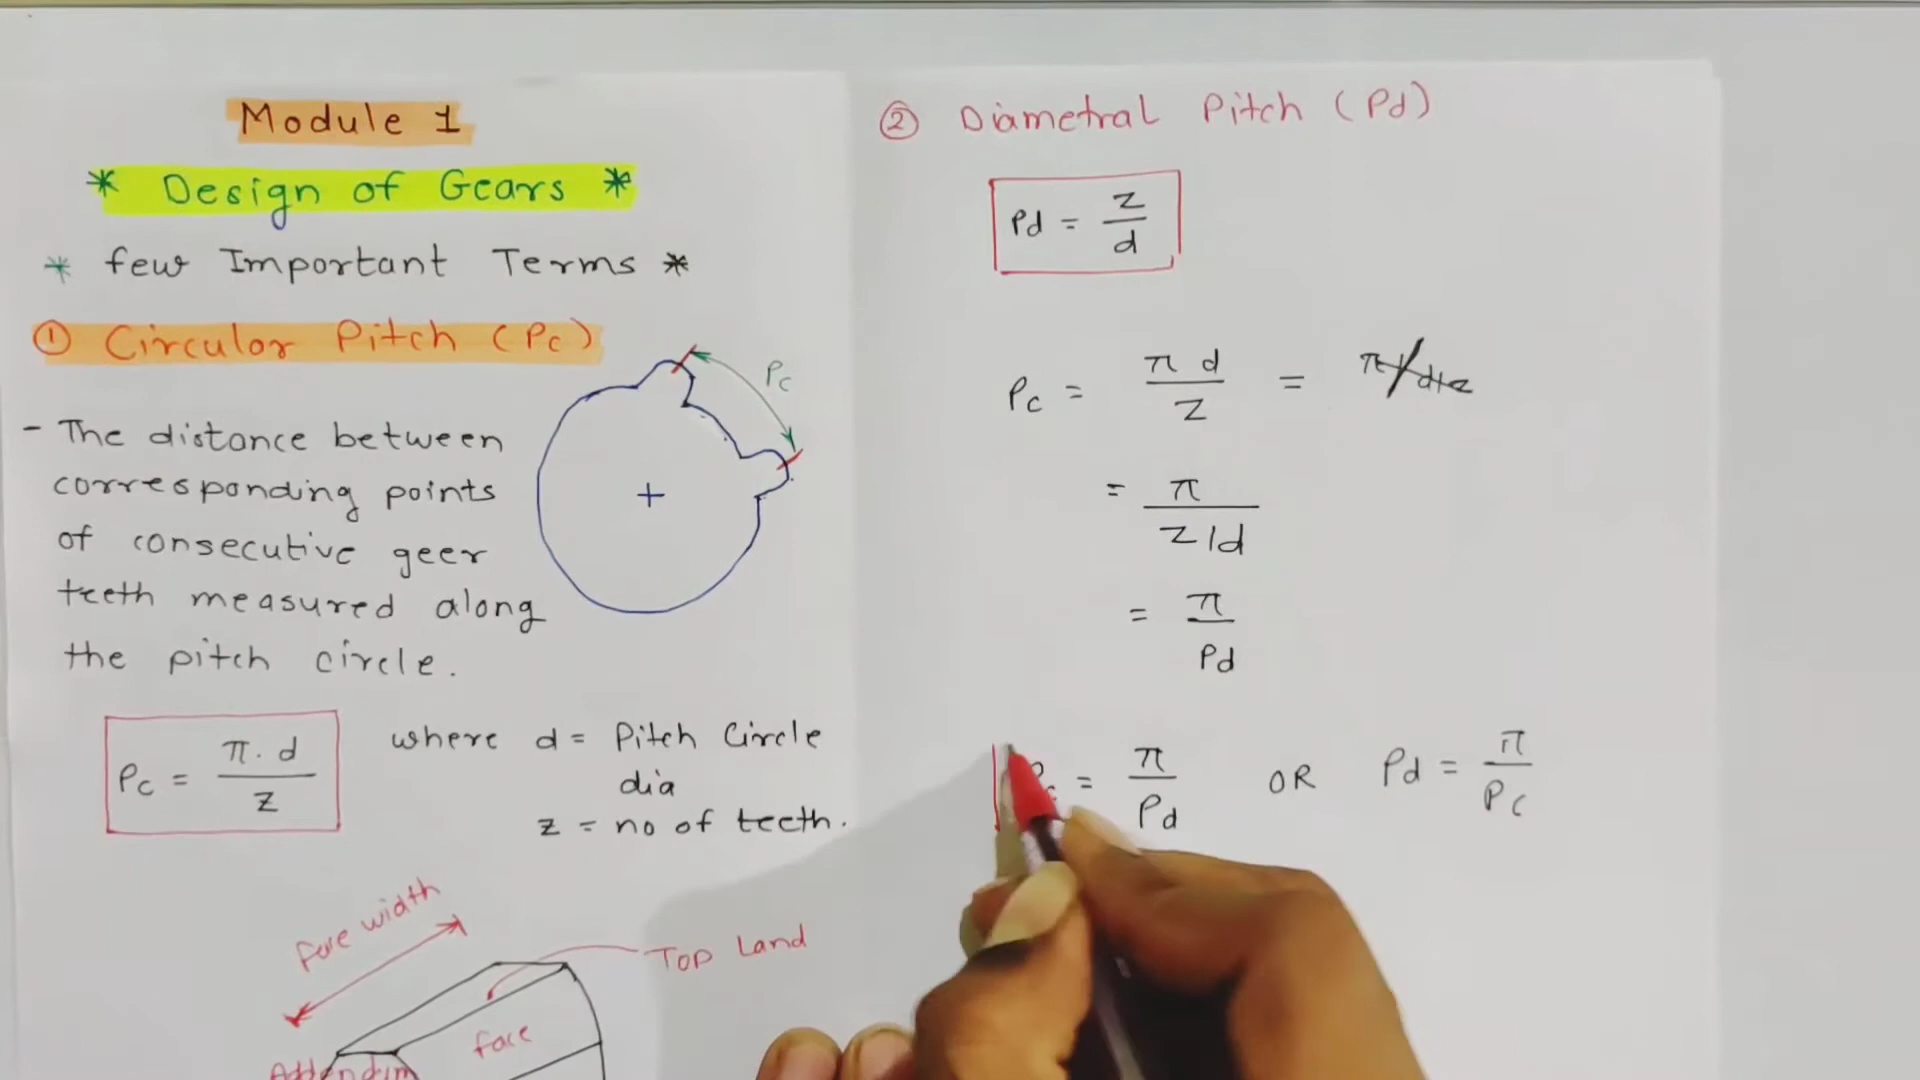 Module 1
* Design of Gears *
* few Important Terms *
① Circular Pitch (Pc)
Pc
- The distance between
corresponding points
of consecutive geer
teeth measured along
the pitch circle.
Pc = π. d / z
where d = Pitch Circle
dia
z = no of teeth.
face width
Top Land
face
Addendum
② Diametral Pitch (Pd)
Pd = z / d
Pc = π d / z =
= π / z/d
= π / Pd
= π / Pd OR Pd = π / Pc